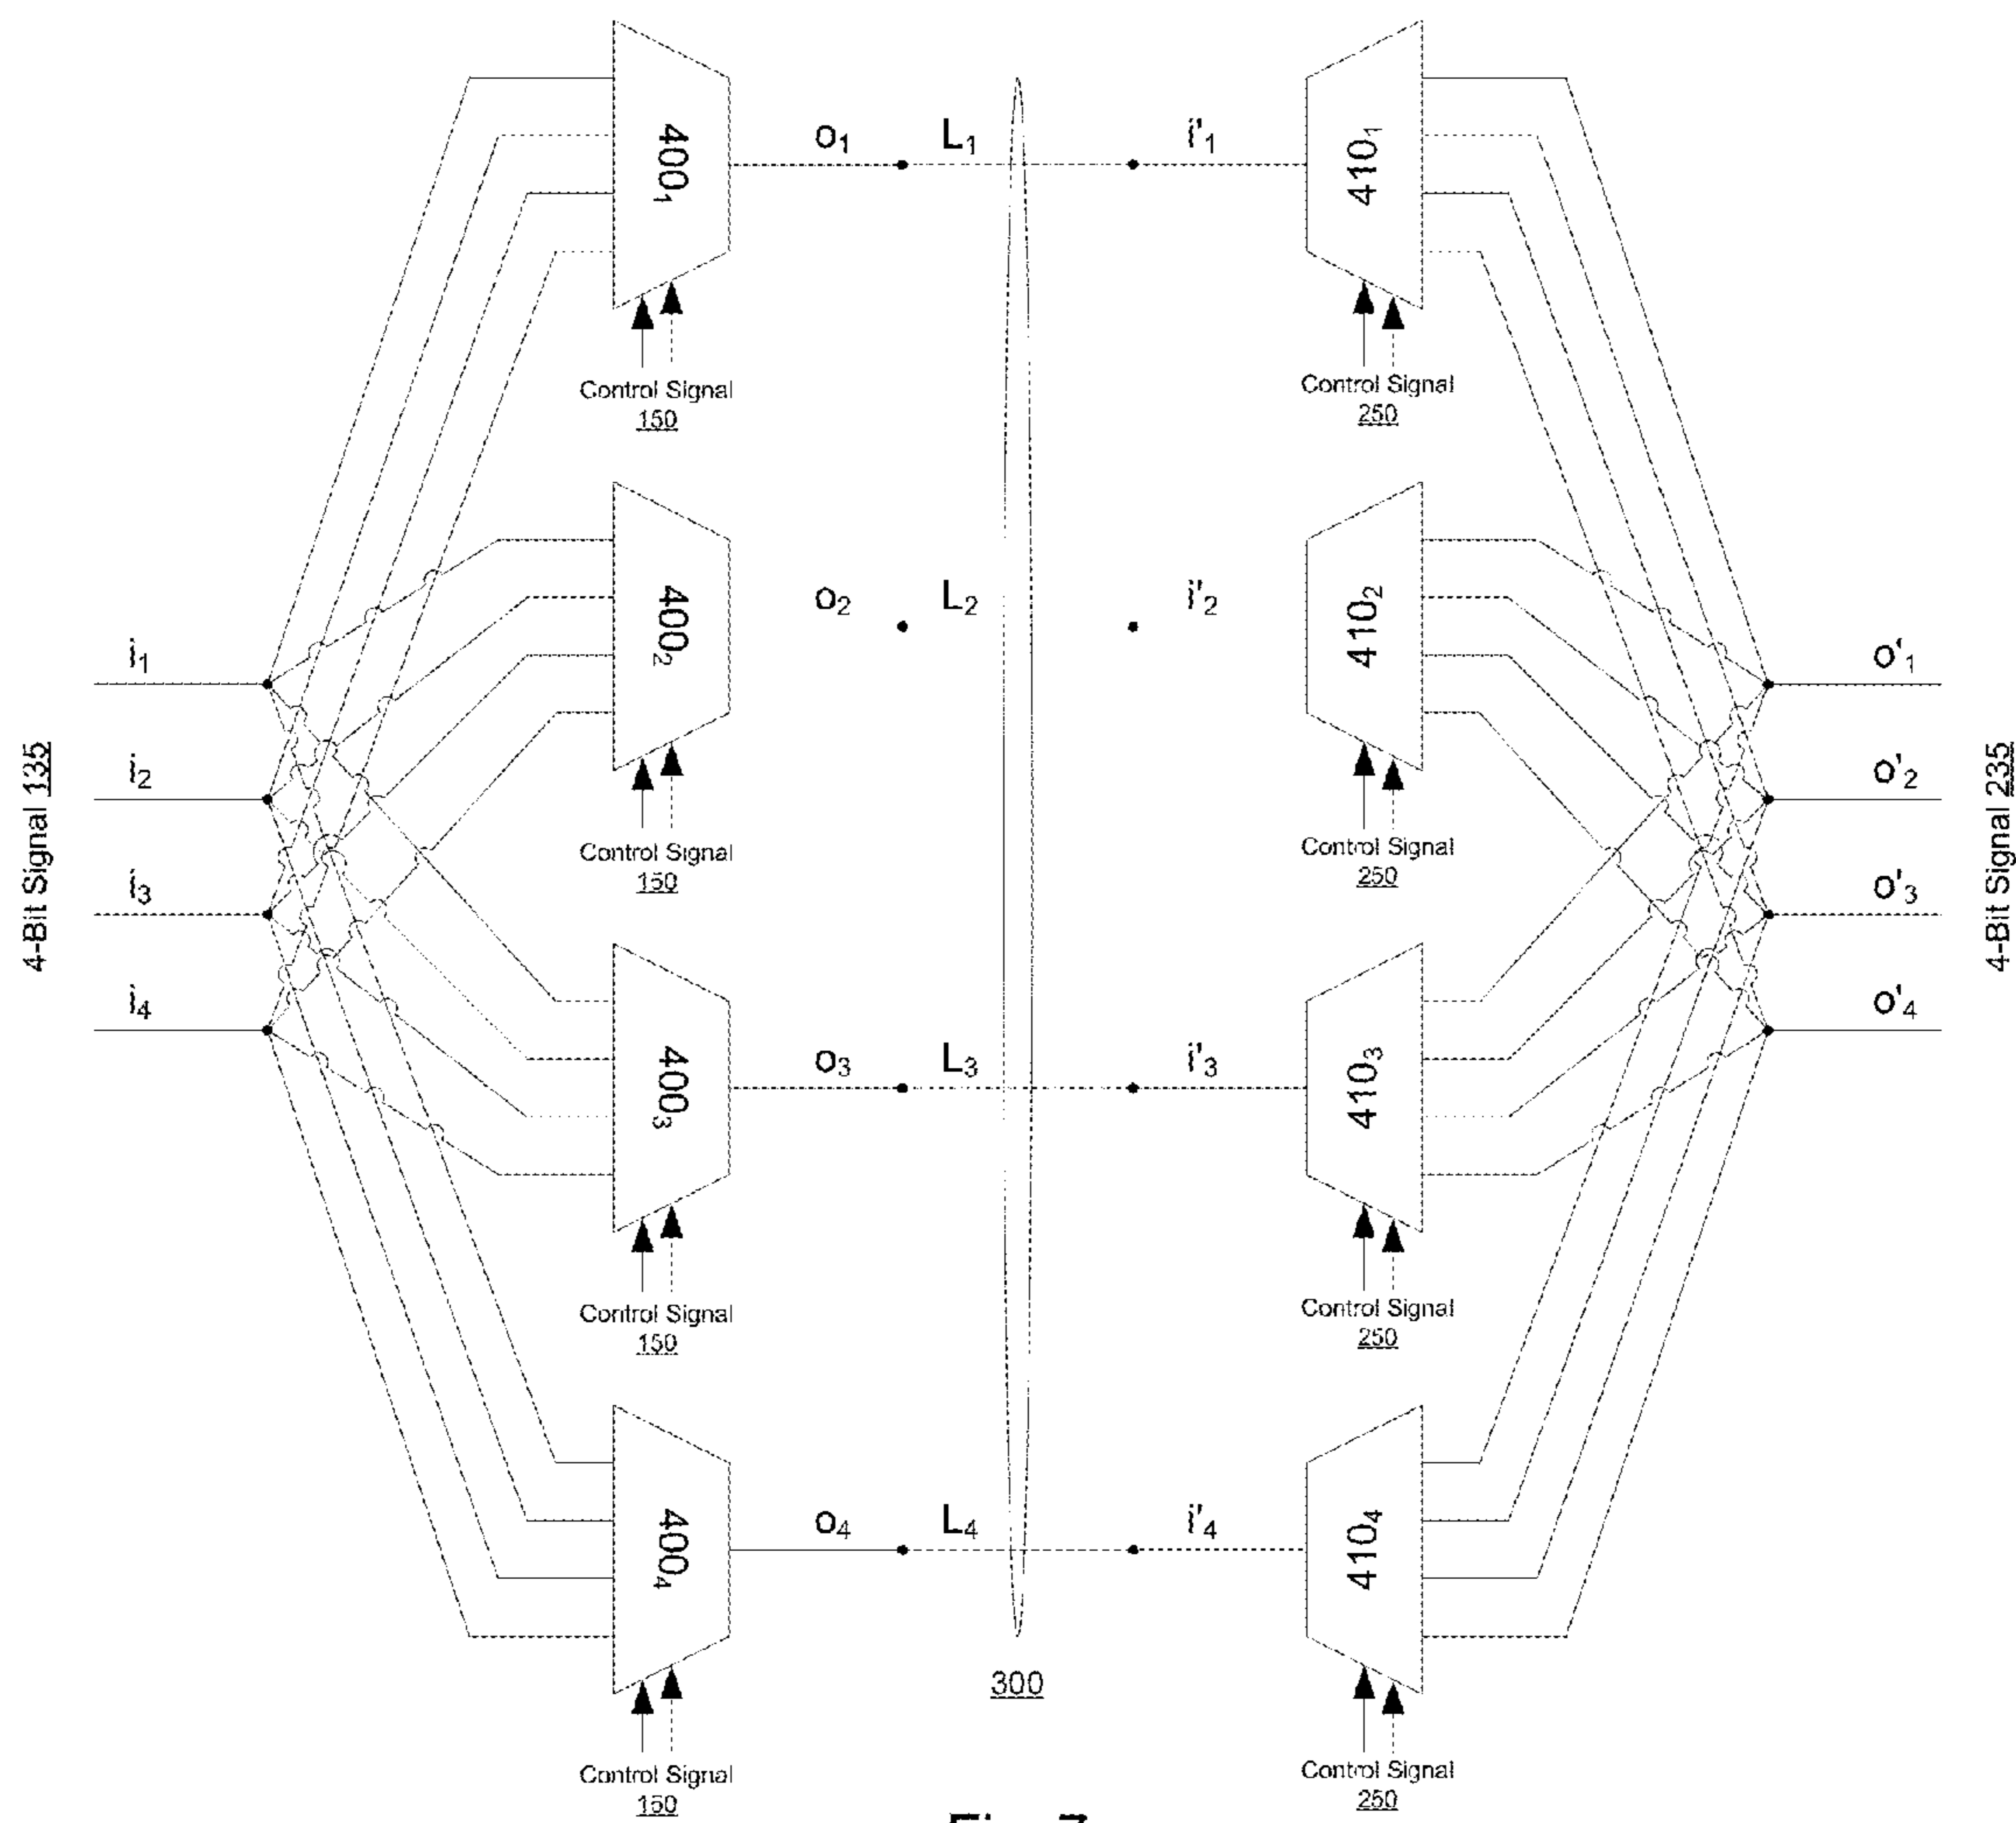 400₁
o₁ L₁ i'₁
410₁
Control Signal
150
Control Signal
250
400₂
o₂ L₂ i'₂
410₂
Control Signal
150
Control Signal
250
4-Bit Signal 135
i₁
i₂
i₃
i₄
o'₁
o'₂
o'₃
o'₄
4-Bit Signal 235
400₃
o₃ L₃ i'₃
410₃
Control Signal
150
Control Signal
250
400₄
o₄ L₄ i'₄
410₄
300
Control Signal
150
Control Signal
250